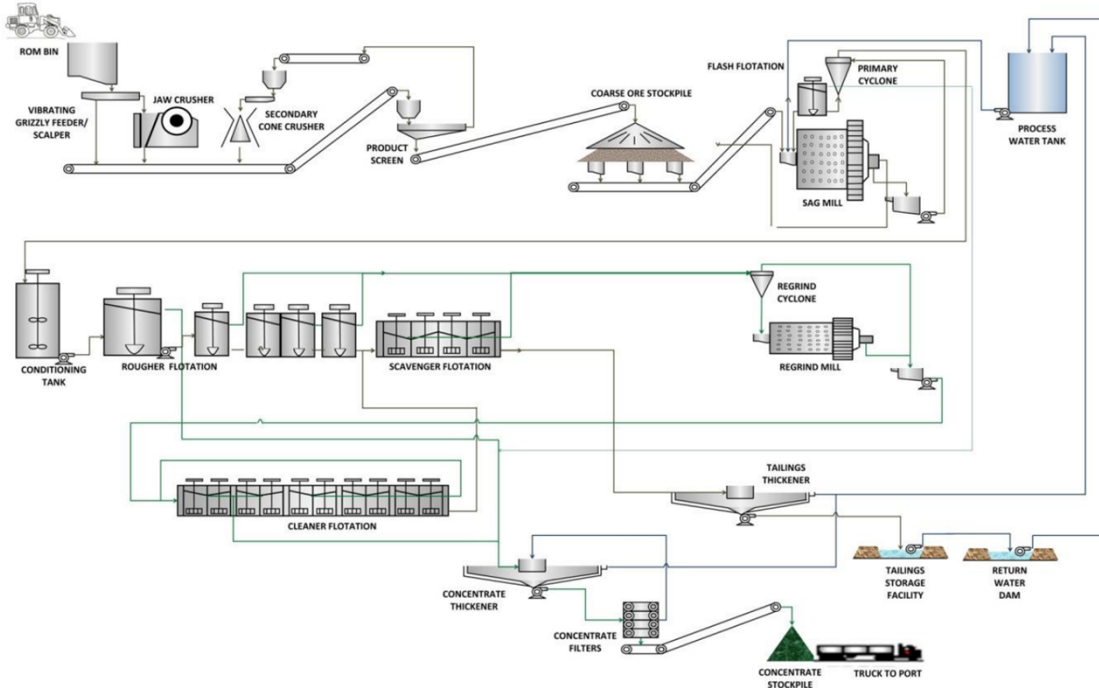 ROM BIN
VIBRATING
GRIZZLY FEEDER/
SCALPER
JAW CRUSHER
SECONDARY
CONE CRUSHER
PRODUCT
SCREEN
COARSE ORE STOCKPILE
FLASH FLOTATION
PRIMARY
CYCLONE
SAG MILL
PROCESS
WATER TANK
CONDITIONING
TANK
ROUGHER FLOTATION
SCAVENGER FLOTATION
REGRIND
CYCLONE
REGRIND MILL
CLEANER FLOTATION
TAILINGS
THICKENER
CONCENTRATE
THICKENER
CONCENTRATE
FILTERS
TAILINGS
STORAGE
FACILITY
RETURN
WATER
DAM
CONCENTRATE
STOCKPILE
TRUCK TO PORT